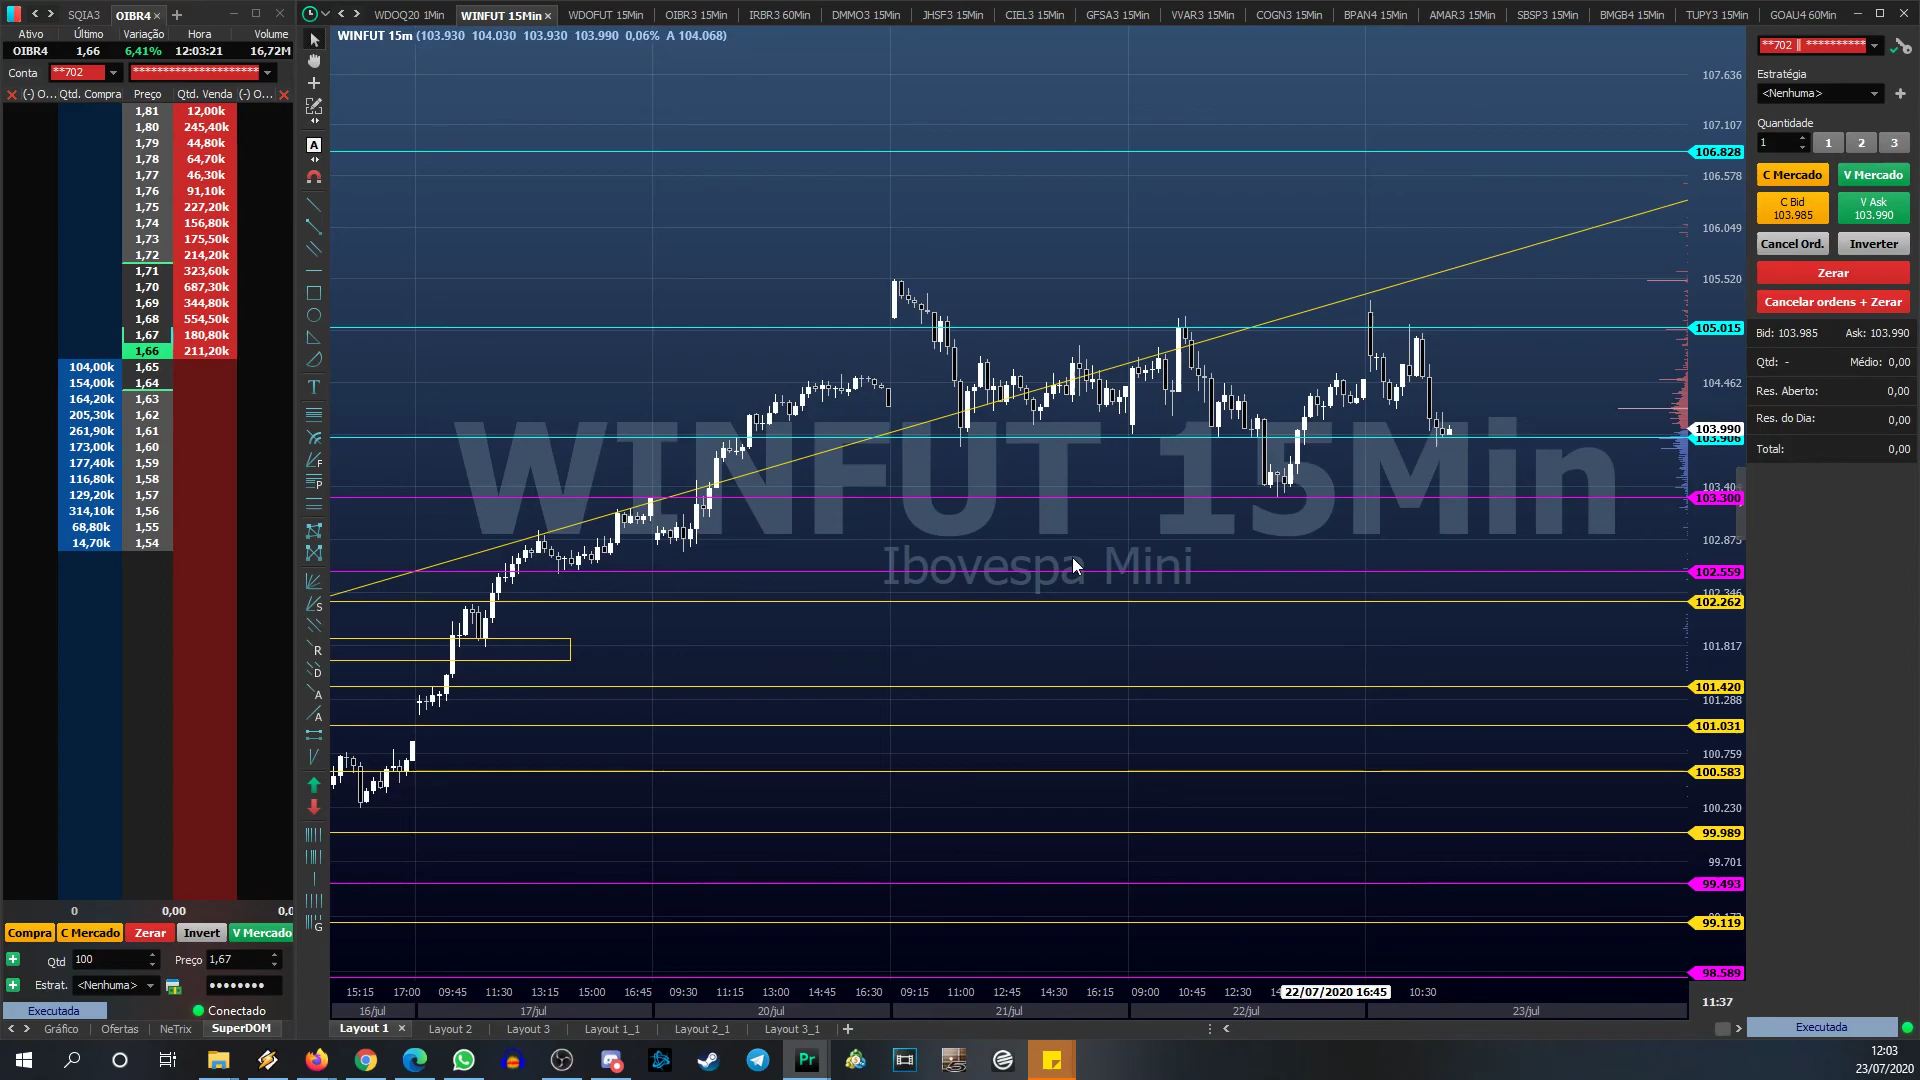 SQIA3 OIBR4
Ativo Último Variação Hora Volume
OIBR4 1,66 6,41% 12:03:21 16,72M
Conta **702 **********************
(-) O... Qtd. Compra Preço Qtd. Venda (-) O...
1,81 12,00k
1,80 245,40k
1,79 44,80k
1,78 64,70k
1,77 46,30k
1,76 91,10k
1,75 227,20k
1,74 156,80k
1,73 175,50k
1,72 214,20k
1,71 323,60k
1,70 687,30k
1,69 344,80k
1,68 554,50k
1,67 180,80k
1,66 211,20k
104,00k 1,65
154,00k 1,64
164,20k 1,63
205,30k 1,62
261,90k 1,61
173,00k 1,60
177,40k 1,59
116,80k 1,58
129,20k 1,57
314,10k 1,56
68,80k 1,55
14,70k 1,54
0 0,00 0,0
Compra C Mercado Zerar Invert V Mercado
Qtd 100 Preço 1,67
Estrat. <Nenhuma> ••••••••
Executada Conectado
Gráfico Ofertas NeTrix SuperDOM
WDOQ20 1Min WINFUT 15Min WDOFUT 15Min OIBR3 15Min IRBR3 60Min DMMO3 15Min JHSF3 15Min CIEL3 15Min GFSA3 15Min VVAR3 15Min COGN3 15Min BPAN4 15Min AMAR3 15Min SBSP3 15Min BMGB4 15Min TUPY3 15Min GOAU4 60Min
WINFUT 15m (103.930 104.030 103.930 103.990 0,06% A 104.068)
WINFUT 15Min
Ibovespa Mini
107.636
107.107
106.828
106.578
106.049
105.520
105.015
104.462
103.990
103.906
103.404
103.300
102.875
102.559
102.346
102.262
101.817
101.420
101.288
101.031
100.759
100.583
100.230
99.989
99.701
99.493
99.119
98.589
15:15 17:00 09:45 11:30 13:15 15:00 16:45 09:30 11:15 13:00 14:45 16:30 09:15 11:00 12:45 14:30 16:15 09:00 10:45 12:30 22/07/2020 16:45 10:30
16/jul 17/jul 20/jul 21/jul 22/jul 23/jul
11:37
Layout 1 Layout 2 Layout 3 Layout 1_1 Layout 2_1 Layout 3_1
**702 || **********
Estratégia
<Nenhuma>
Quantidade
1 1 2 3
C Mercado V Mercado
C Bid V Ask
103.985 103.990
Cancel Ord. Inverter
Zerar
Cancelar ordens + Zerar
Bid: 103.985 Ask: 103.990
Qtd: - Médio: 0,00
Res. Aberto: 0,00
Res. do Dia: 0,00
Total: 0,00
Executada
12:03
23/07/2020
A
T
F
P
S
R
D
A
A
G
Pr